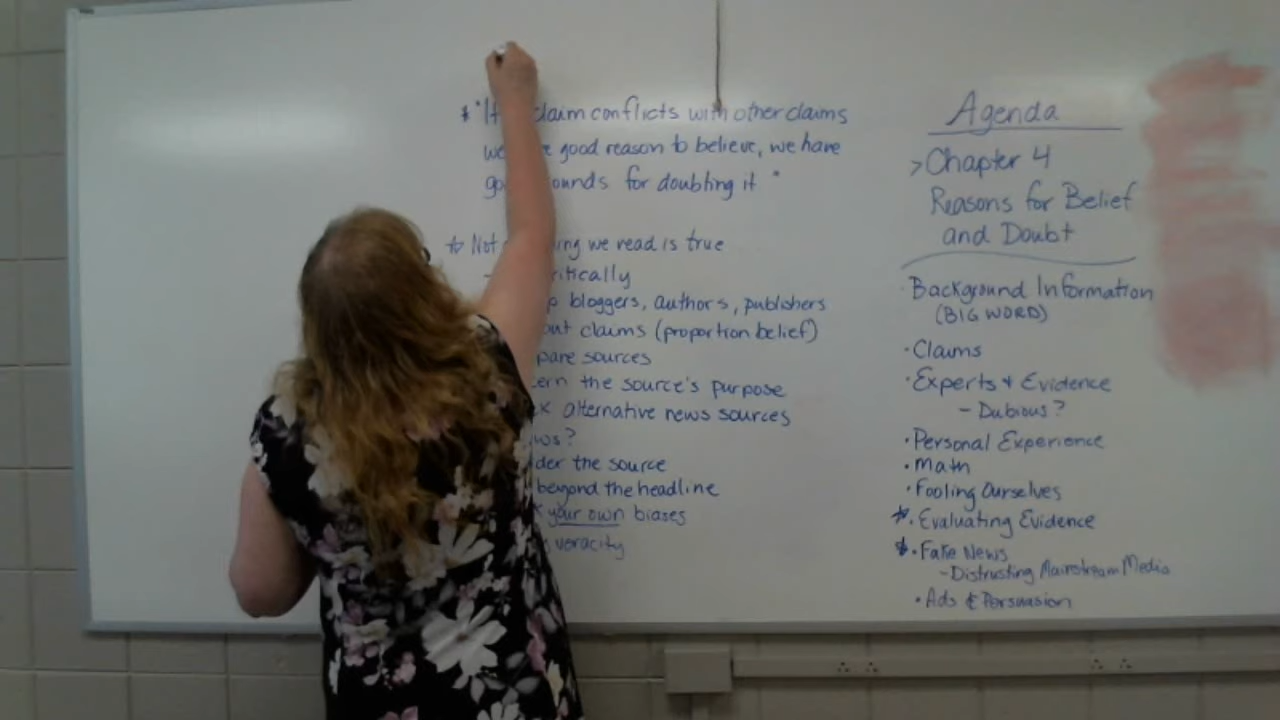 * "If claim conflicts with other claims
we good reason to believe, we have
grounds for doubting it "
Not we read is true
critically
bloggers, authors, publishers
claims (proportion belief)
sources
the source's purpose
alternative news sources
the source
beyond the headline
your own biases
veracity
Agenda
> Chapter 4
Reasons for Belief
and Doubt
Background Information
(BIG WORD)
· Claims
· Experts & Evidence
- Dubious?
· Personal Experience
· Math
· Fooling Ourselves
* · Evaluating Evidence
* · Fake News
- Distrusting Mainstream Media
· Ads & Persuasion